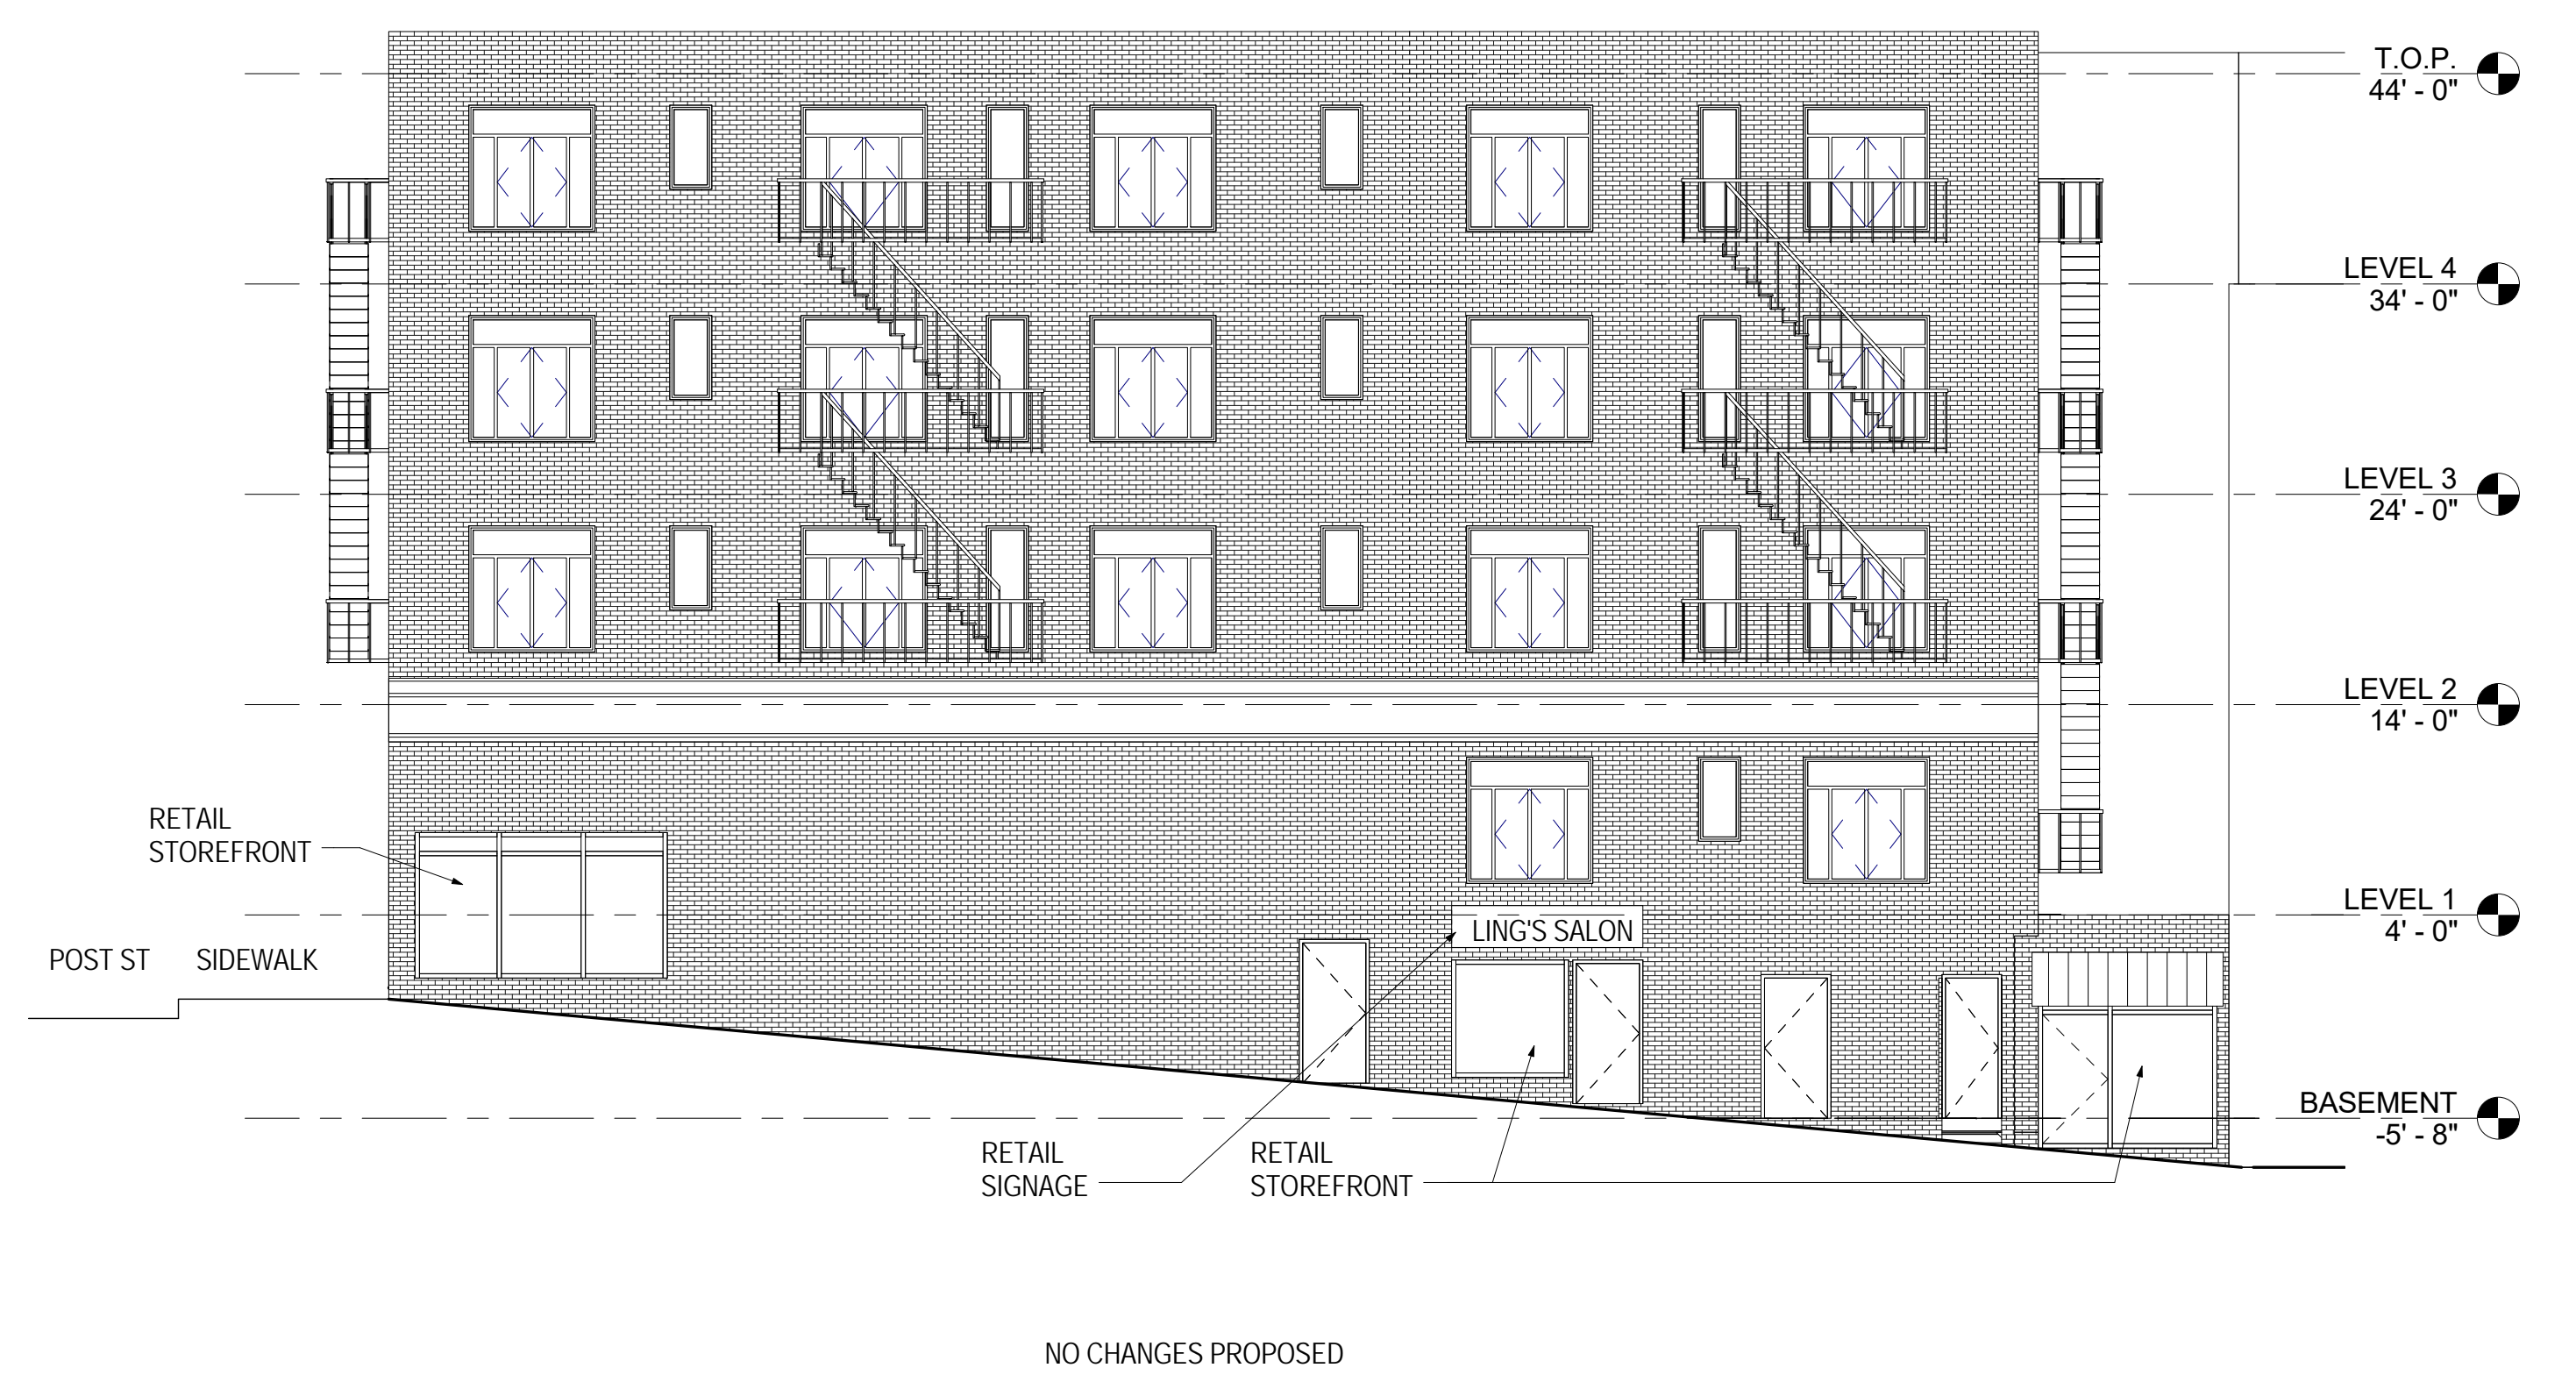 T.O.P.
44' - 0"
LEVEL 4
34' - 0"
LEVEL 3
24' - 0"
LEVEL 2
14' - 0"
RETAIL
STOREFRONT
LEVEL 1
4' - 0"
LING'S SALON
POST ST
SIDEWALK
BASEMENT
-5' - 8"
RETAIL
SIGNAGE
RETAIL
STOREFRONT
NO CHANGES PROPOSED